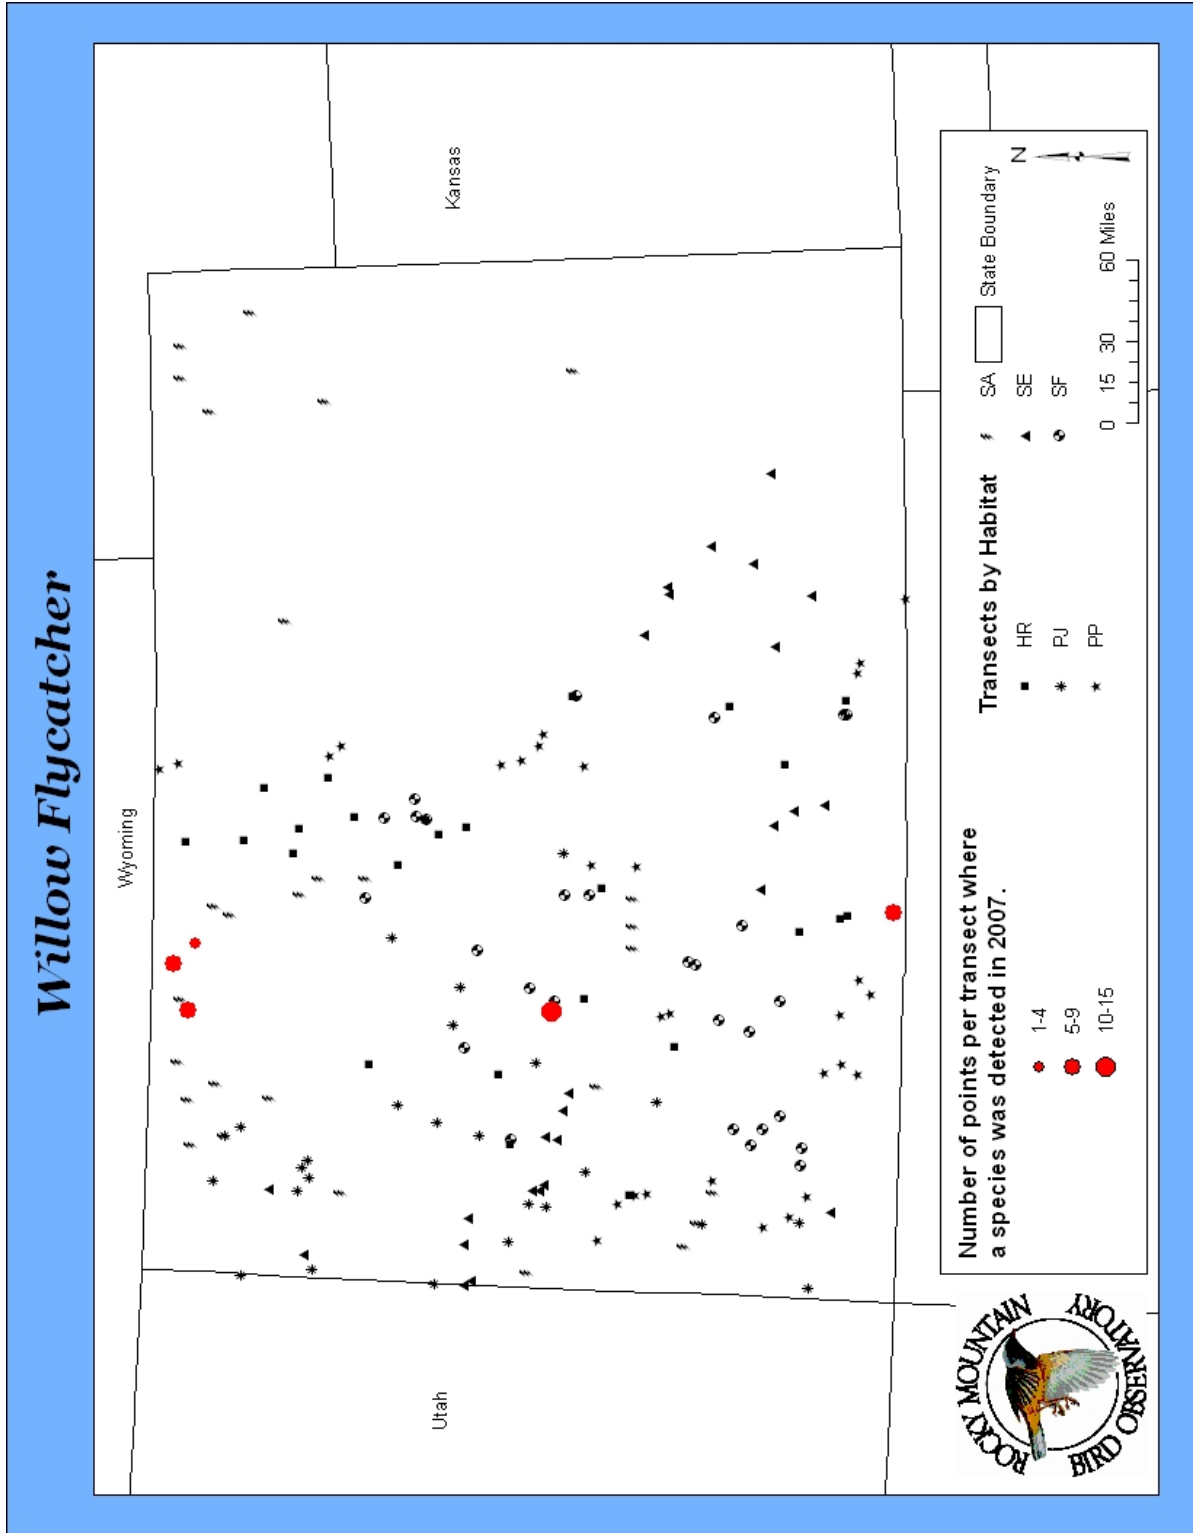 Willow Flycatcher
Wyoming
Kansas
Utah
Number of points per transect where
a species was detected in 2007.
1-4
5-9
10-15
Transects by Habitat
HR
PJ
PP
SA
SE
SF
State Boundary
N
0 15 30 60 Miles
ROCKY MOUNTAIN
BIRD OBSERVATORY